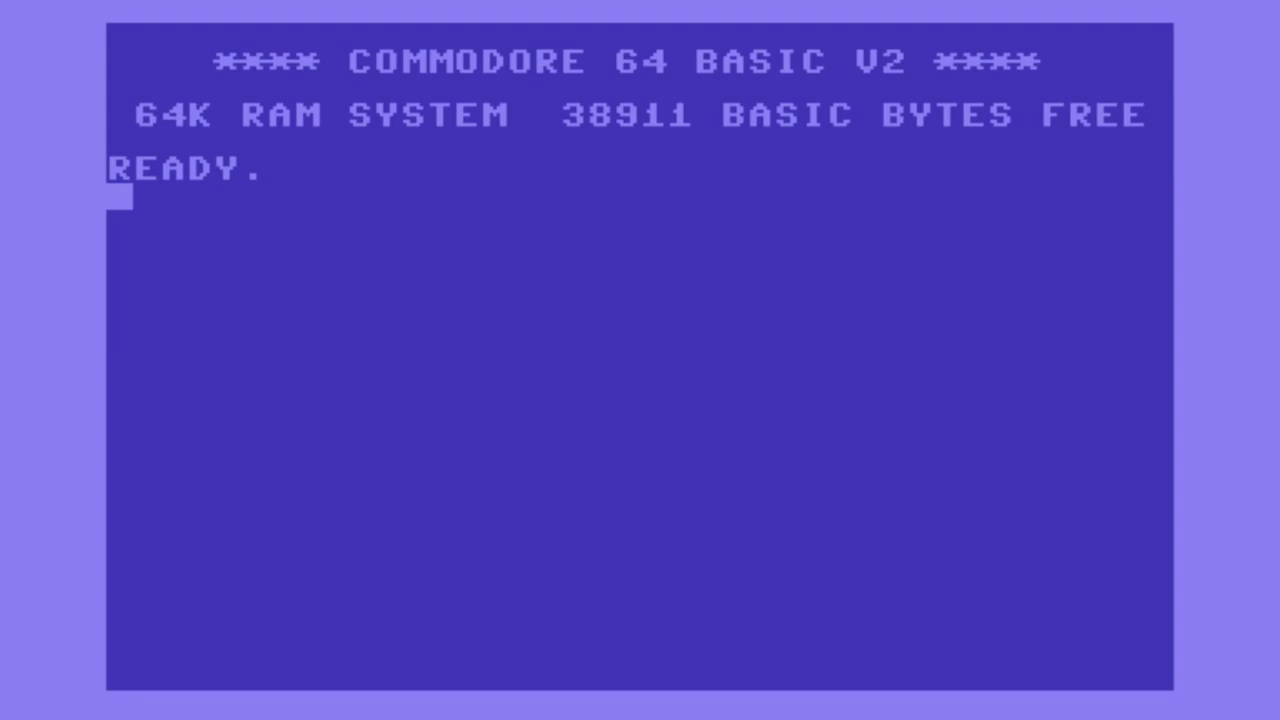 **** COMMODORE 64 BASIC V2 ****
64K RAM SYSTEM  38911 BASIC BYTES FREE
READY.